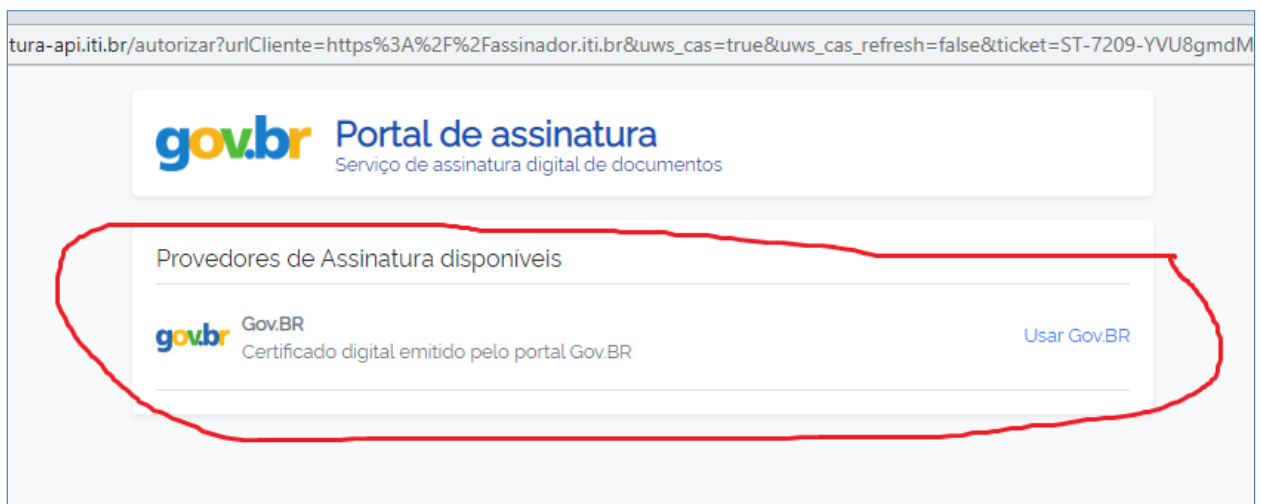 tura-api.iti.br/autorizar?urlCliente=https%3A%2F%2Fassinador.iti.br&uws_cas=true&uws_cas_refresh=false&ticket=ST-7209-YVU8gmdM
gov.br Portal de assinatura
Serviço de assinatura digital de documentos
Provedores de Assinatura disponíveis
gov.br Gov.BR
Certificado digital emitido pelo portal Gov.BR Usar Gov.BR